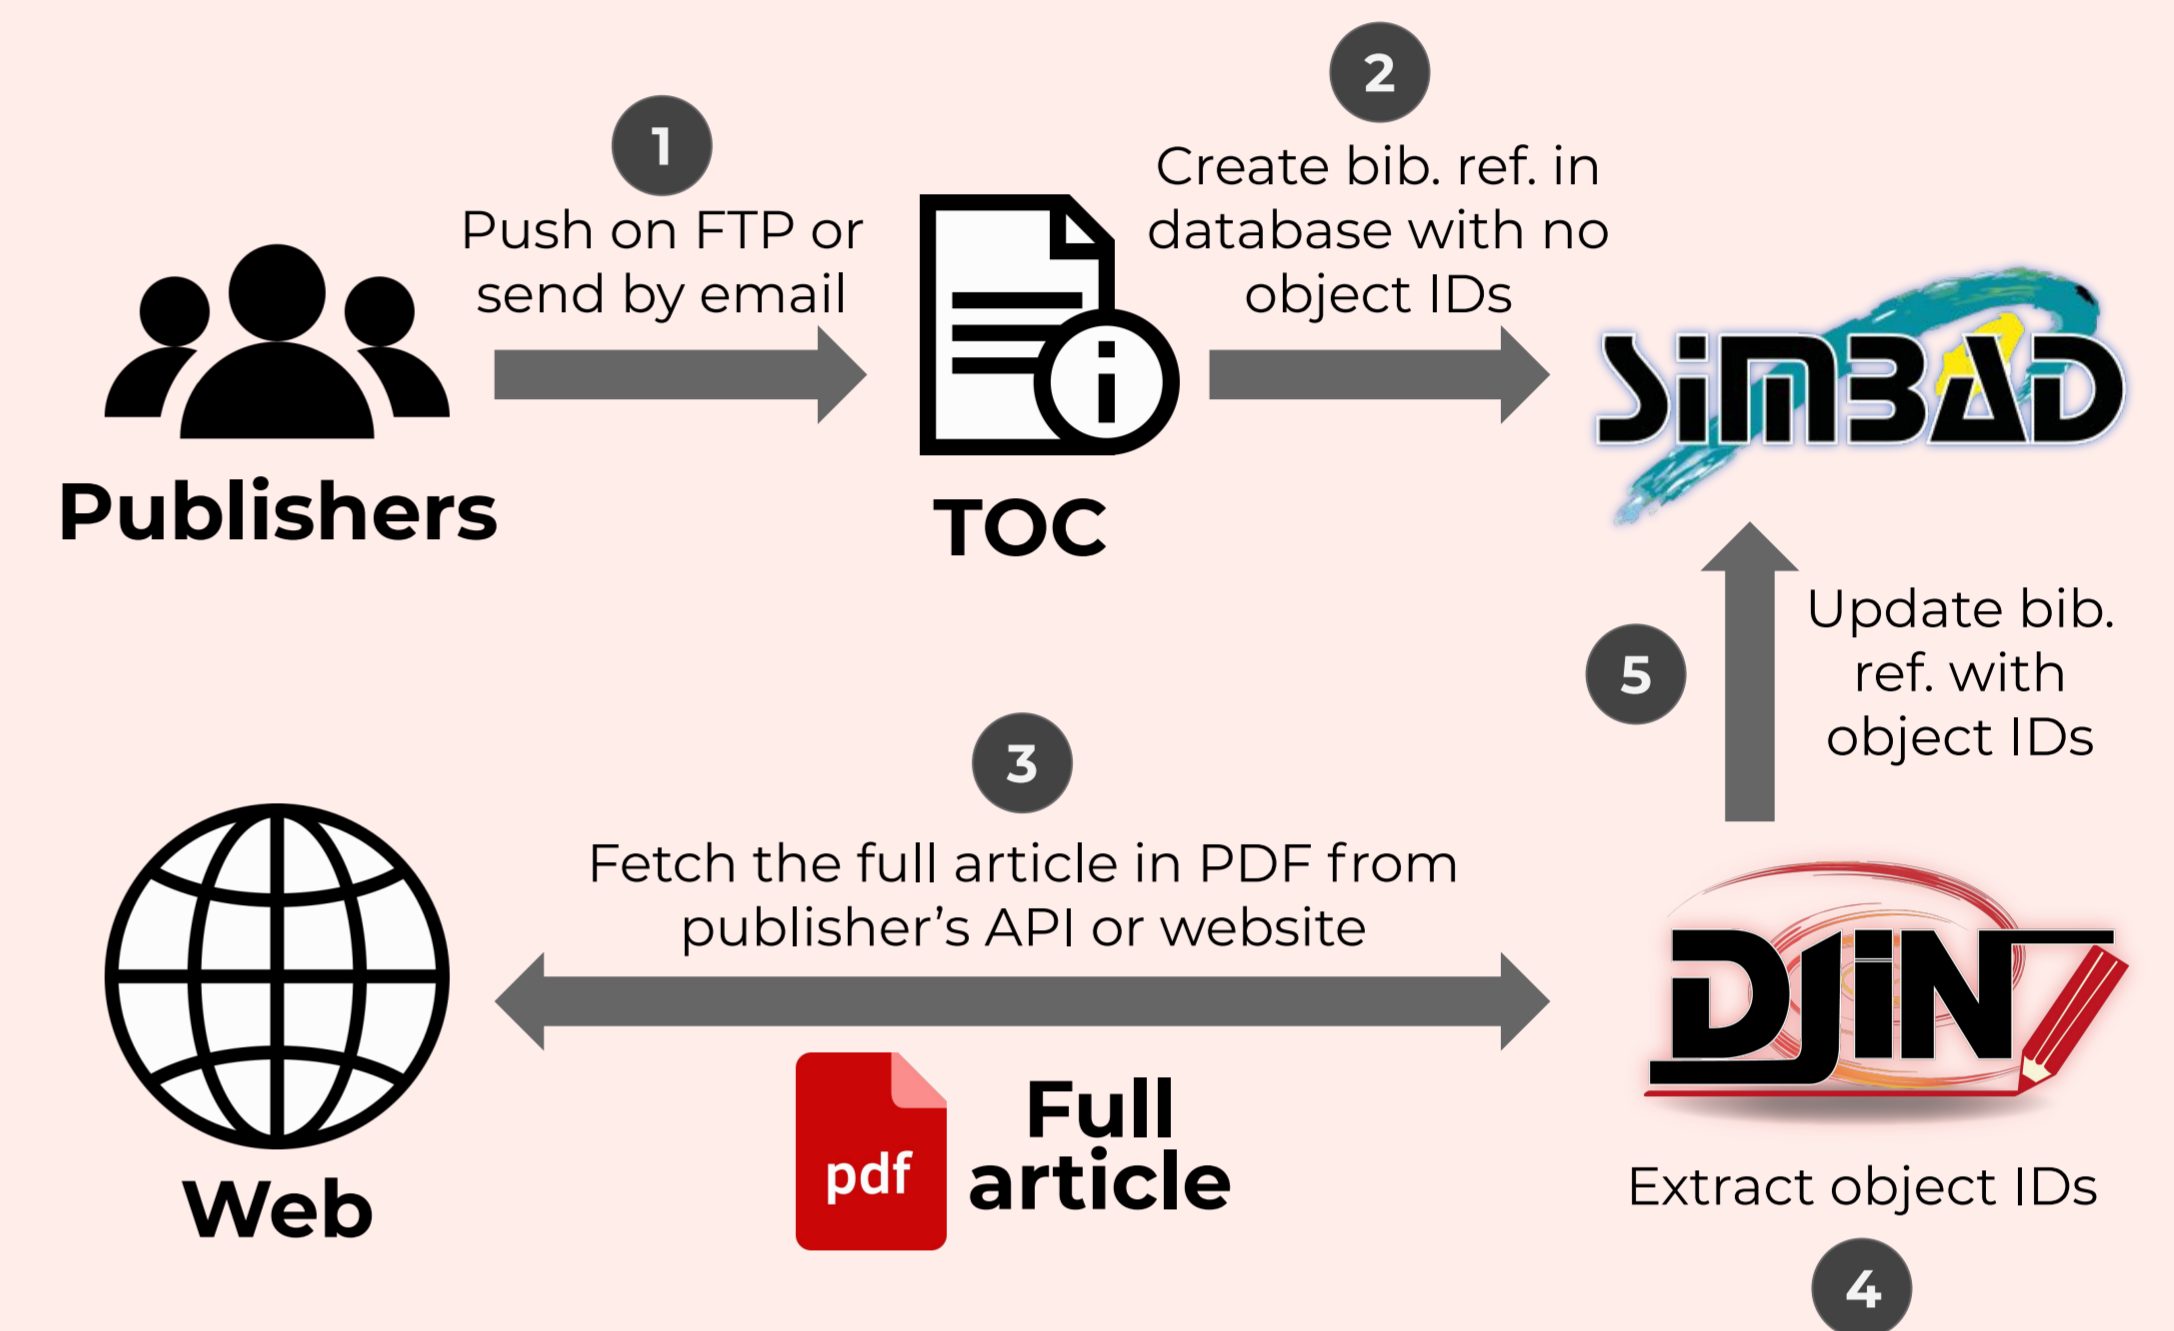 1
Push on FTP or
send by email
Publishers
TOC
2
Create bib. ref. in
database with no
object IDs
SiMBAD
3
Fetch the full article in PDF from
publisher's API or website
Web
pdf
Full
article
DJiN
Extract object IDs
4
5
Update bib.
ref. with
object IDs